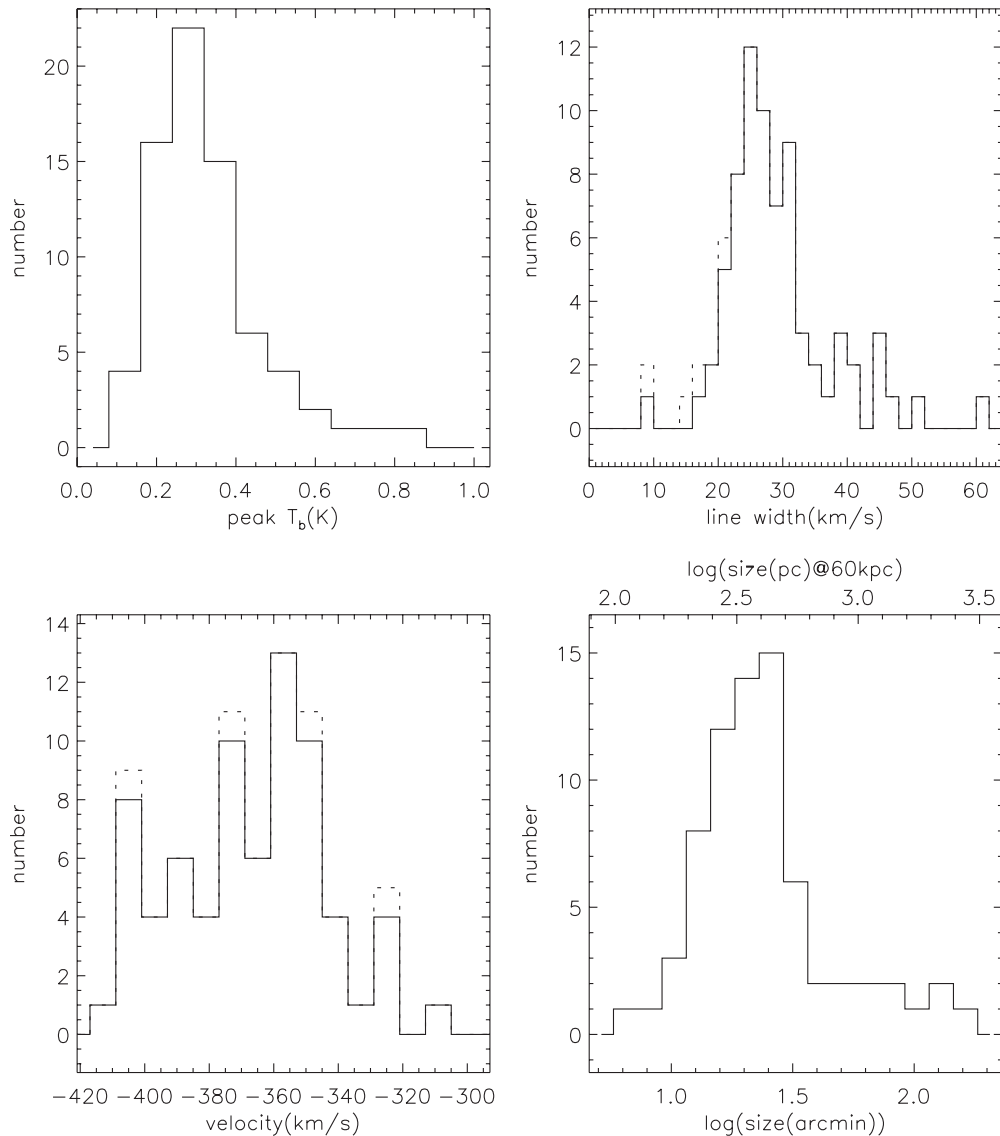 number
20
15
10
5
0
0.0 0.2 0.4 0.6 0.8 1.0
peak T_b(K)
number
12
10
8
6
4
2
0
0 10 20 30 40 50 60
line width(km/s)
number
14
12
10
8
6
4
2
0
−420 −400 −380 −360 −340 −320 −300
velocity(km/s)
log(size(pc)@60kpc)
2.0 2.5 3.0 3.5
number
15
10
5
0
1.0 1.5 2.0
log(size(arcmin))